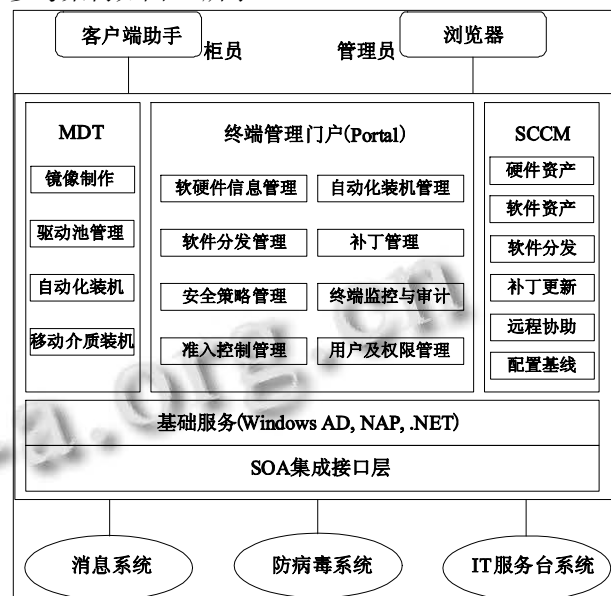 客户端助手
柜员
管理员
浏览器
MDT
镜像制作
驱动池管理
自动化装机
移动介质装机
终端管理门户(Portal)
软硬件信息管理
自动化装机管理
软件分发管理
补丁管理
安全策略管理
终端监控与审计
准入控制管理
用户及权限管理
SCCM
硬件资产
软件资产
软件分发
补丁更新
远程协助
配置基线
基础服务(Windows AD, NAP, .NET)
SOA集成接口层
消息系统
防病毒系统
IT服务台系统